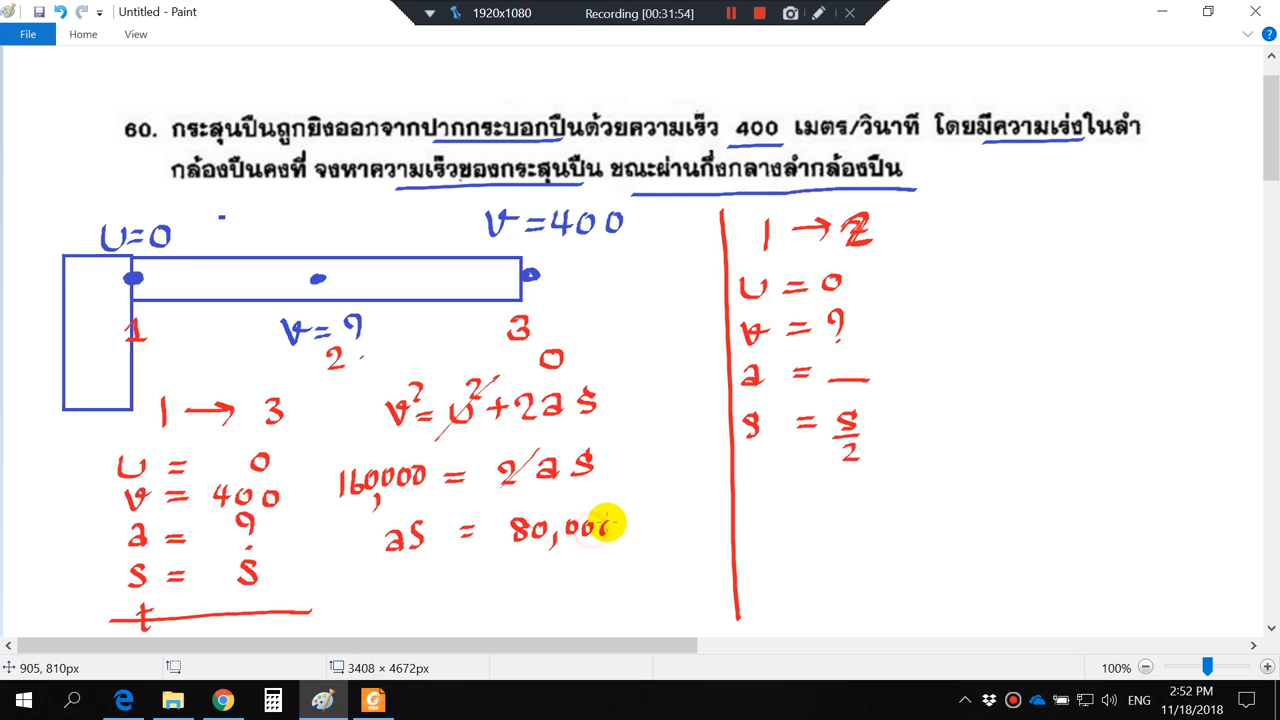 Untitled - Paint
1920x1080
Recording [00:31:54]
File
Home
View
60. กระสุนปืนถูกยิงออกจากปากกระบอกปืนด้วยความเร็ว 400 เมตร/วินาที โดยมีความเร่งในลำ
กล้องปืนคงที่ จงหาความเร็วของกระสุนปืน ขณะผ่านกึ่งกลางลำกล้องปืน
u=0
v=400
1
v=?
2
3
1 → 3
u = 0
v = 400
a = ?
s = s
t
0
v²= u²+2as
160,000 = 2as
as = 80,000
1 → 2
u = 0
v = ?
a = —
s = s/2
905, 810px
3408 × 4672px
100%
ENG
2:52 PM
11/18/2018